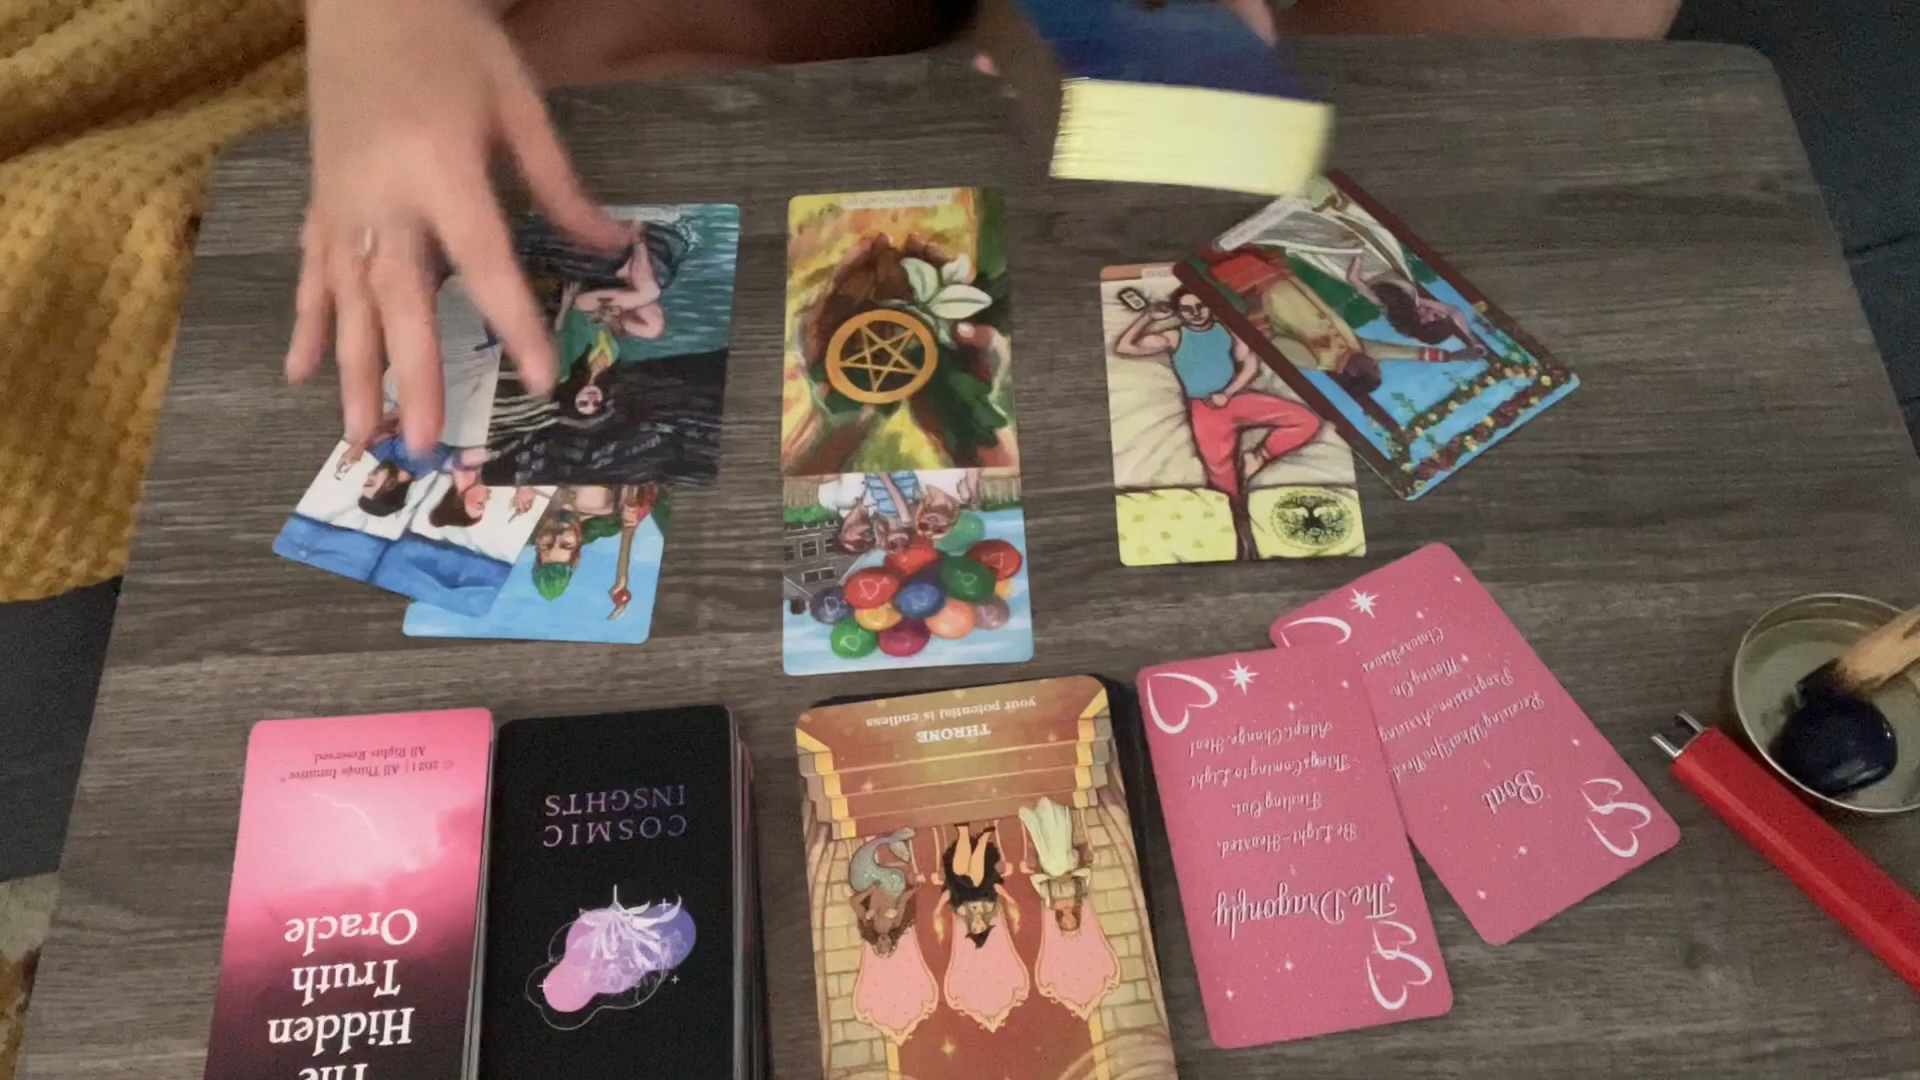 © 2021 | All Things Intuitive
All Rights Reserved.
The
Hidden
Truth
Oracle
COSMIC
INSGHTS
THRONE
your potential is endless
The Dragonfly
Be Light-Hearted,
Finding Out,
Things Coming to Light
Adapt, Change, Heal
Boat
Receiving What You Need
Progression, Arriving
Moving On